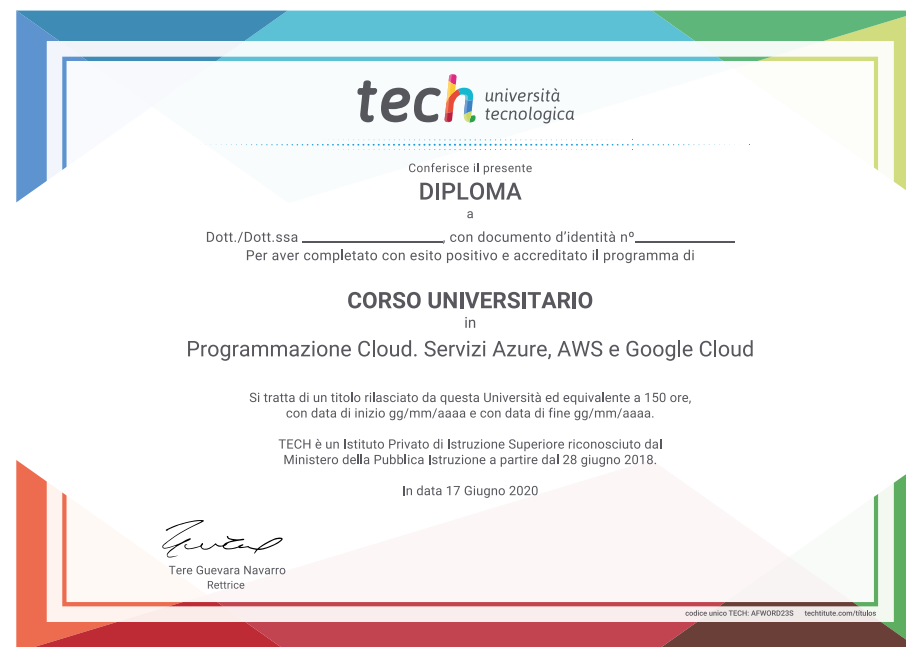 tech università
tecnologica
Conferisce il presente
DIPLOMA
a
Dott./Dott.ssa ________________, con documento d'identità nº____________
Per aver completato con esito positivo e accreditato il programma di
CORSO UNIVERSITARIO
in
Programmazione Cloud. Servizi Azure, AWS e Google Cloud
Si tratta di un titolo rilasciato da questa Università ed equivalente a 150 ore,
con data di inizio gg/mm/aaaa e con data di fine gg/mm/aaaa.
TECH è un Istituto Privato di Istruzione Superiore riconosciuto dal
Ministero della Pubblica Istruzione a partire dal 28 giugno 2018.
In data 17 Giugno 2020
Tere Guevara Navarro
Rettrice
codice unico TECH: AFWORD23S techtitute.com/títulos